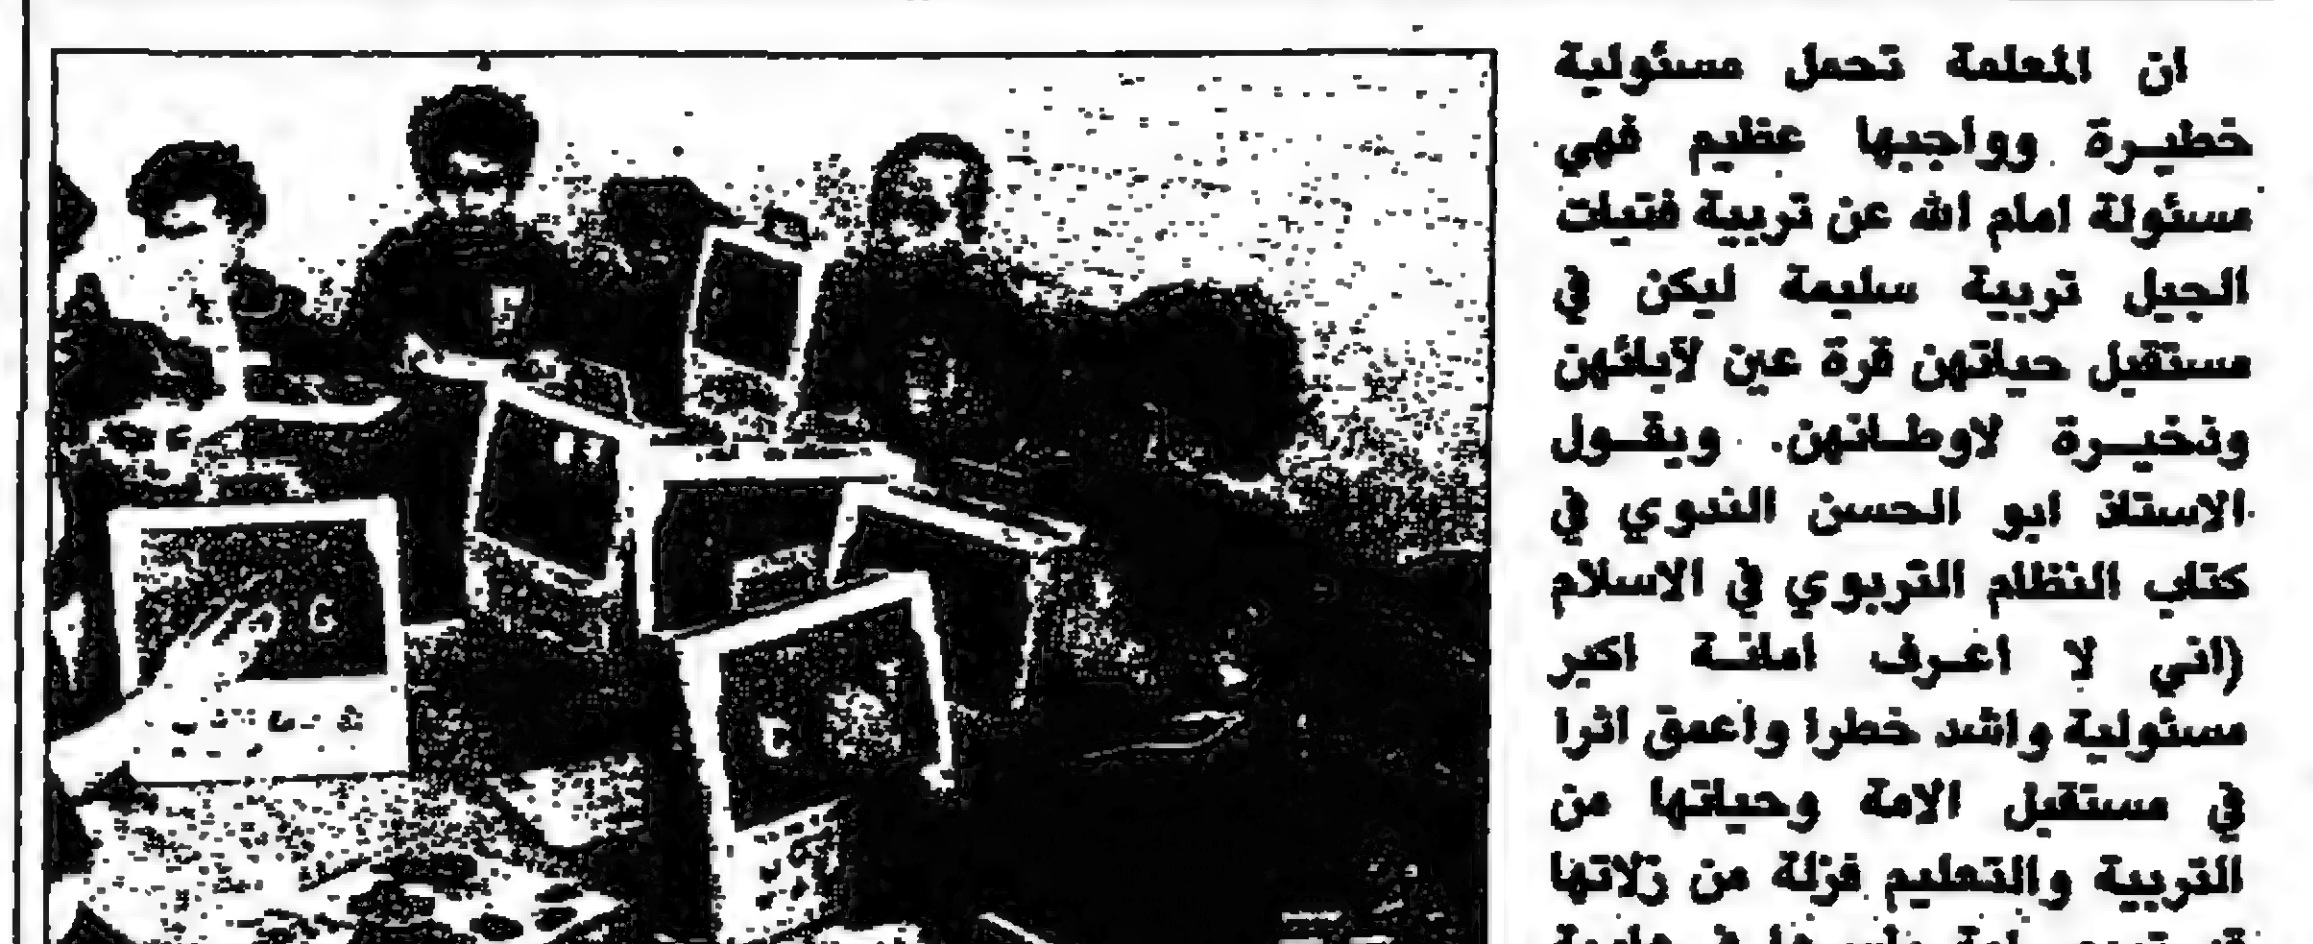 ان المعلمة تحمل مسئولية
خطيرة وواجبها عظيم فهي
مسئولة امام الله عن تربية فتيات
الجيل تربية سليمة ليكن في
مستقبل حياتهن قرة عين لآبائهن
وذخيرة لاوطانهن. ويقول
الاستاذ ابو الحسن الندوي في
كتاب النظام التربوي في الاسلام
(اني لا اعرف امانة اكبر
مسئولية واشد خطرا واعمق اثرا
في مستقبل الامة وحياتها من
التربية والتعليم فزلة من زلاتها